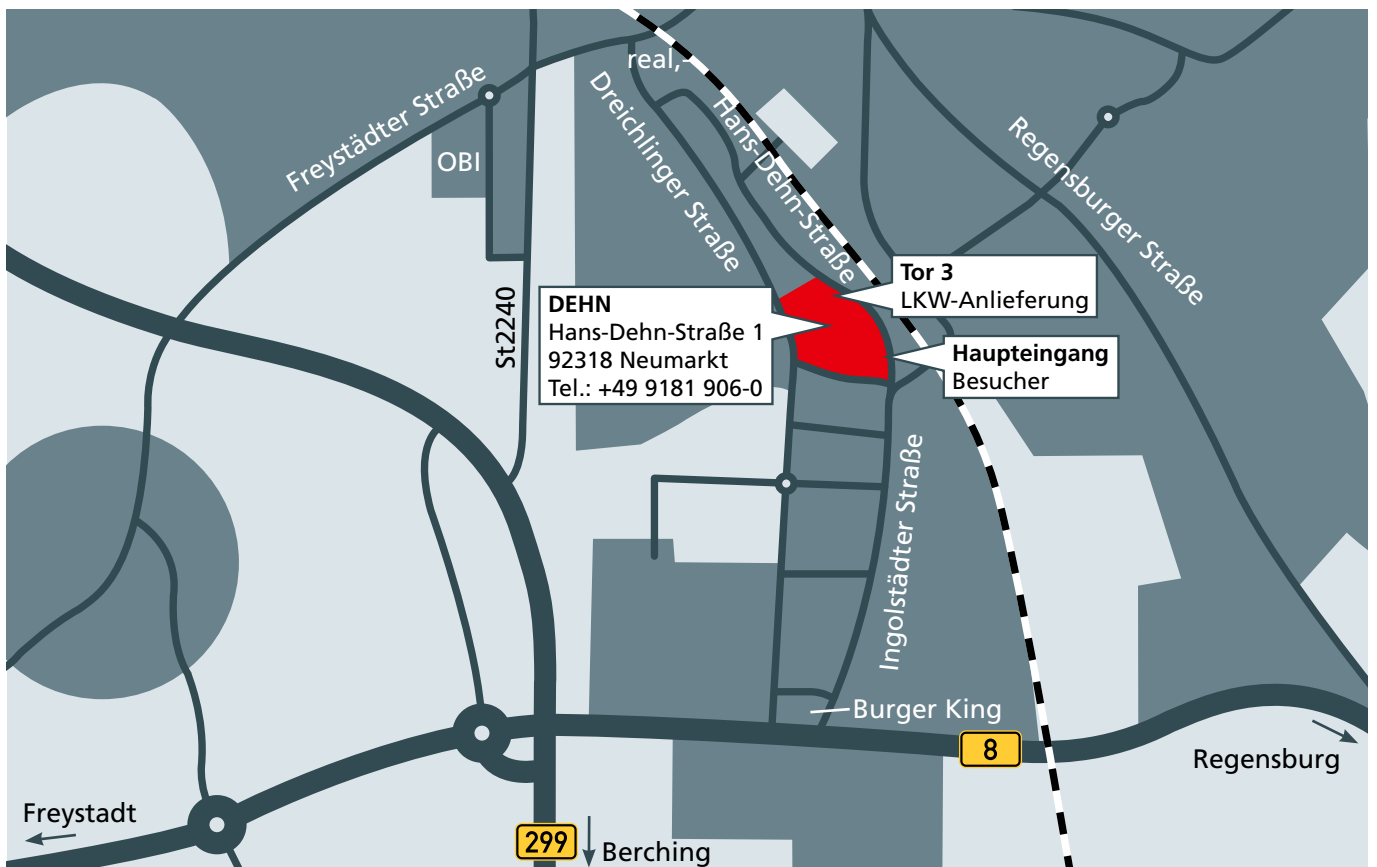 real,-
Freystädter Straße
Dreichlinger Straße
Hans-Dehn-Straße
Regensburger Straße
OBI
St2240
Tor 3
LKW-Anlieferung
DEHN
Hans-Dehn-Straße 1
92318 Neumarkt
Tel.: +49 9181 906-0
Haupteingang
Besucher
Ingolstädter Straße
Burger King
8
Regensburg
Freystadt
299
Berching